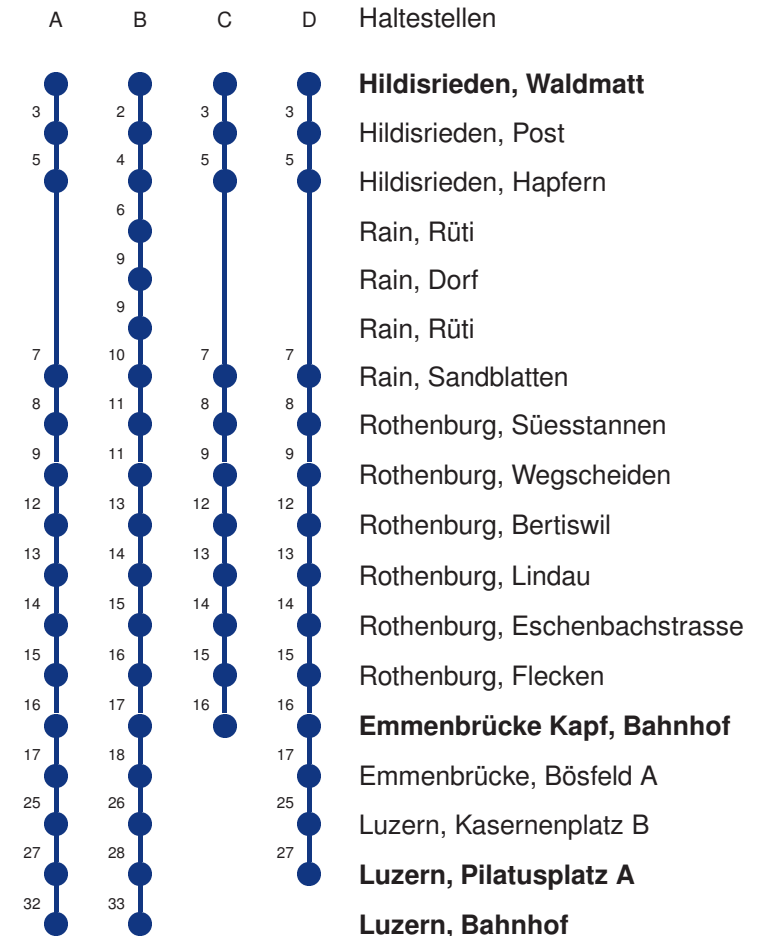 A B C D Haltestellen
Hildisrieden, Waldmatt
3 2 3 3 Hildisrieden, Post
5 4 5 5 Hildisrieden, Hapfern
6 Rain, Rüti
9 Rain, Dorf
9 Rain, Rüti
7 10 7 7 Rain, Sandblatten
8 11 8 8 Rothenburg, Süesstannen
9 11 9 9 Rothenburg, Wegscheiden
12 13 12 12 Rothenburg, Bertiswil
13 14 13 13 Rothenburg, Lindau
14 15 14 14 Rothenburg, Eschenbachstrasse
15 16 15 15 Rothenburg, Flecken
16 17 16 16 Emmenbrücke Kapf, Bahnhof
17 18 17 Emmenbrücke, Bösfeld A
25 26 25 Luzern, Kasernenplatz B
27 28 27 Luzern, Pilatusplatz A
32 33 Luzern, Bahnhof